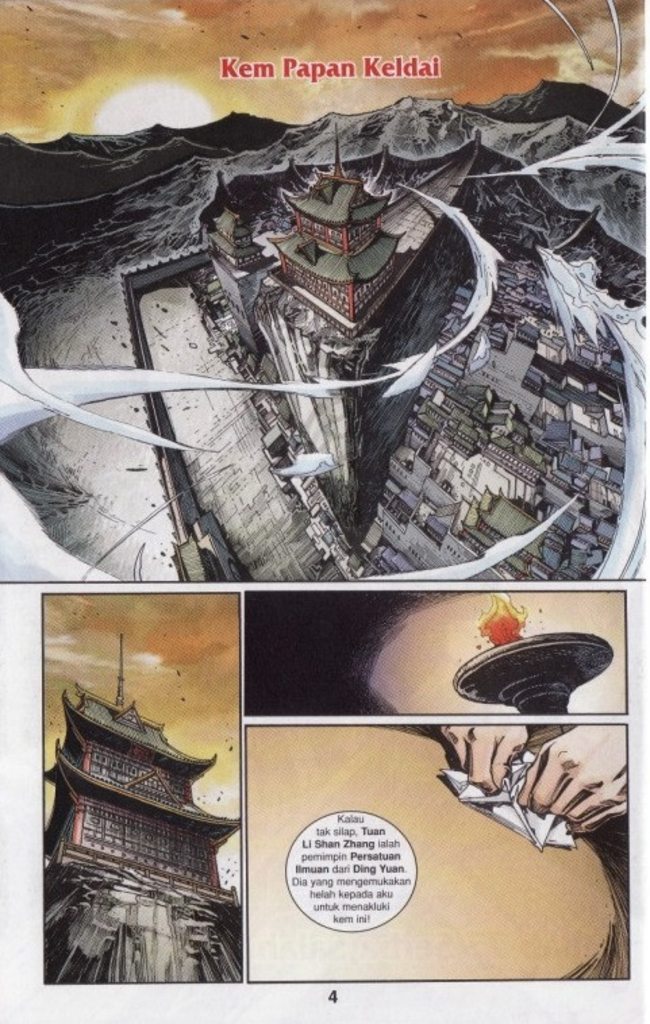 Kem Papan Keldai
Kalau
tak silap, Tuan
Li Shan Zhang ialah
pemimpin Persatuan
Ilmuan dari Ding Yuan.
Dia yang mengemukakan
helah kepada aku
untuk menakluki
kem ini!
4